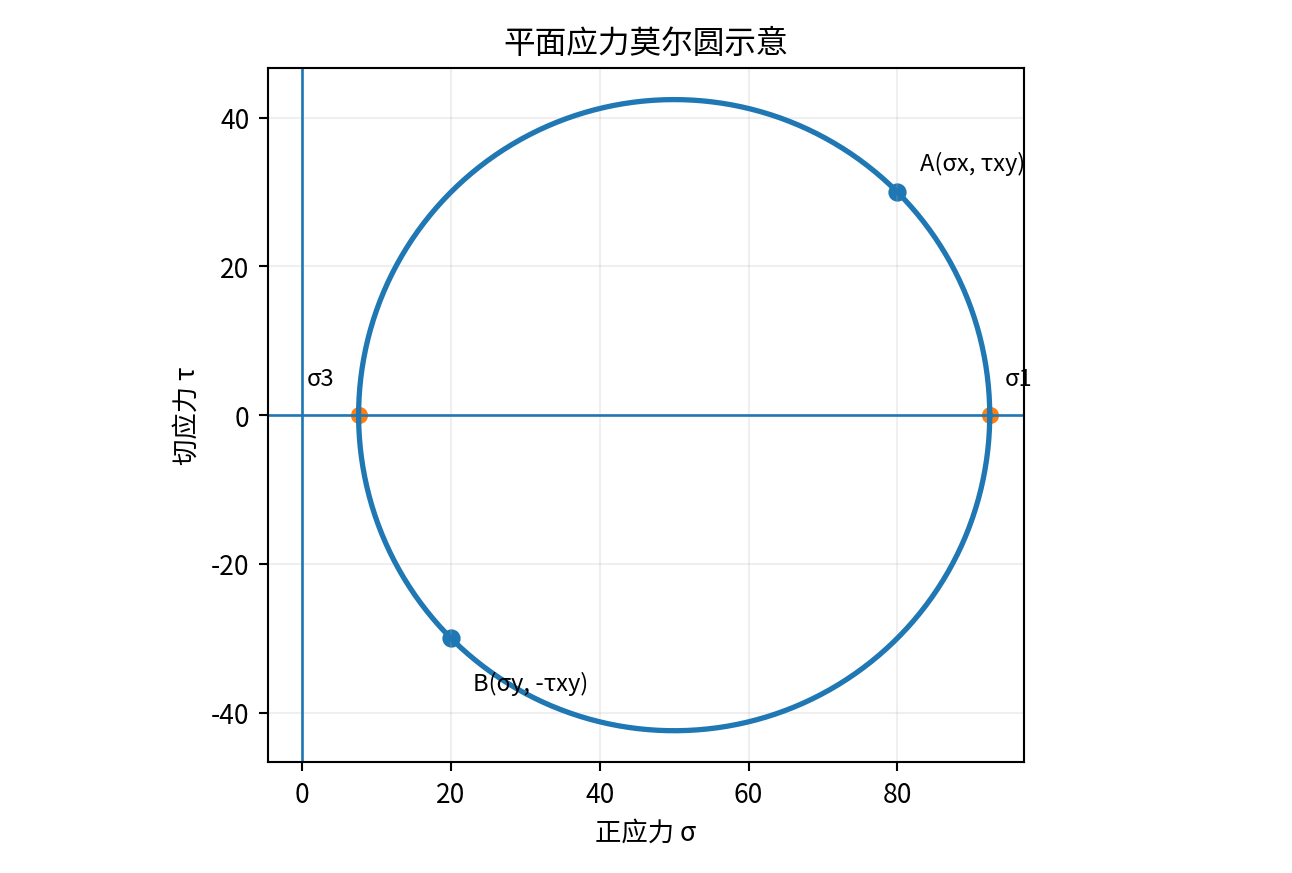 平面应力莫尔圆示意
40
A(σx, τxy)
20
切应力 τ
σ3
σ1
0
-20
B(σy, -τxy)
-40
0 20 40 60 80
正应力 σ